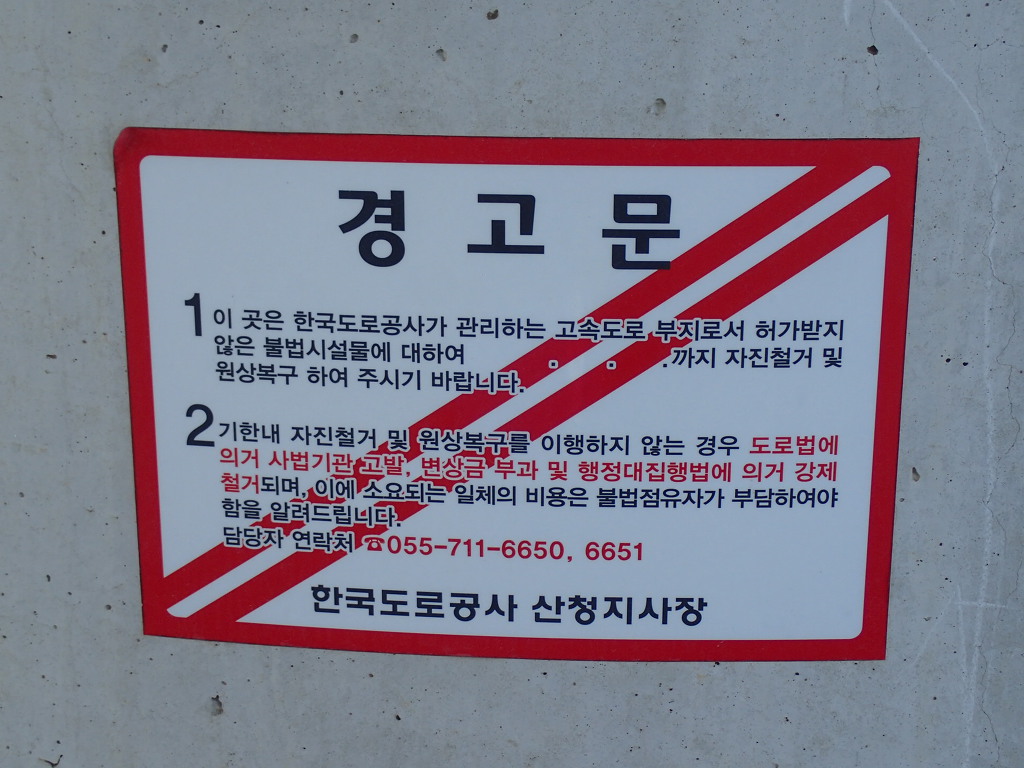 경 고 문
1 이 곳은 한국도로공사가 관리하는 고속도로 부지로서 허가받지
않은 불법시설물에 대하여 . . .까지 자진철거 및
원상복구 하여 주시기 바랍니다.
2 기한내 자진철거 및 원상복구를 이행하지 않는 경우 도로법에
의거 사법기관 고발, 변상금 부과 및 행정대집행법에 의거 강제
철거되며, 이에 소요되는 일체의 비용은 불법점유자가 부담하여야
함을 알려드립니다.
담당자 연락처 ☎055-711-6650, 6651
한국도로공사 산청지사장